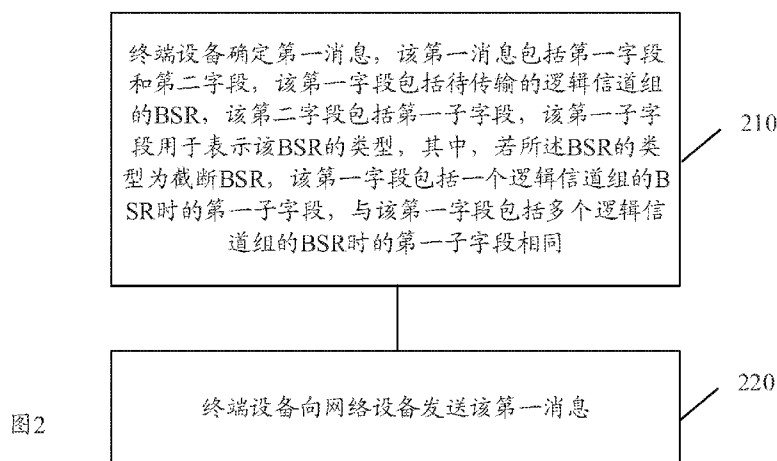 终端设备确定第一消息，该第一消息包括第一字段
和第二字段，该第一字段包括待传输的逻辑信道组
的BSR，该第二字段包括第一子字段，该第一子字
段用于表示该BSR的类型，其中，若所述BSR的类
型为截断BSR，该第一字段包括一个逻辑信道组的B
SR时的第一子字段，与该第一字段包括多个逻辑信
道组的BSR时的第一子字段相同
210
终端设备向网络设备发送该第一消息
220
图2